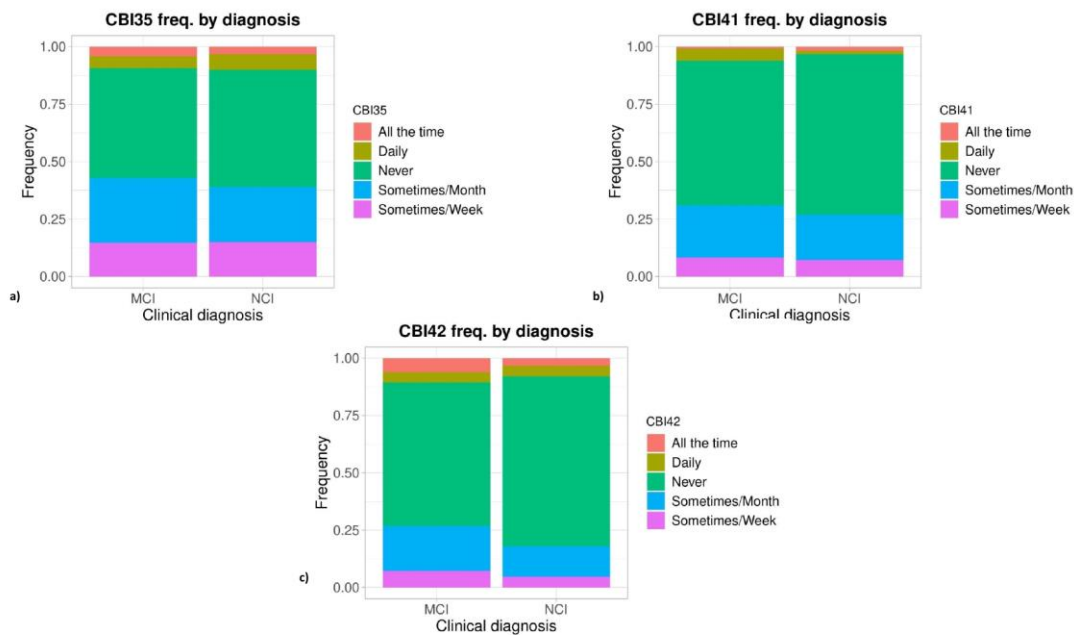 CBI35 freq. by diagnosis
1.00
0.75
0.50
0.25
0.00
Frequency
MCI NCI
Clinical diagnosis
CBI35
All the time
Daily
Never
Sometimes/Month
Sometimes/Week
a)
CBI41 freq. by diagnosis
1.00
0.75
0.50
0.25
0.00
Frequency
MCI NCI
Clinical diagnosis
CBI41
All the time
Daily
Never
Sometimes/Month
Sometimes/Week
b)
CBI42 freq. by diagnosis
1.00
0.75
0.50
0.25
0.00
Frequency
MCI NCI
Clinical diagnosis
CBI42
All the time
Daily
Never
Sometimes/Month
Sometimes/Week
c)